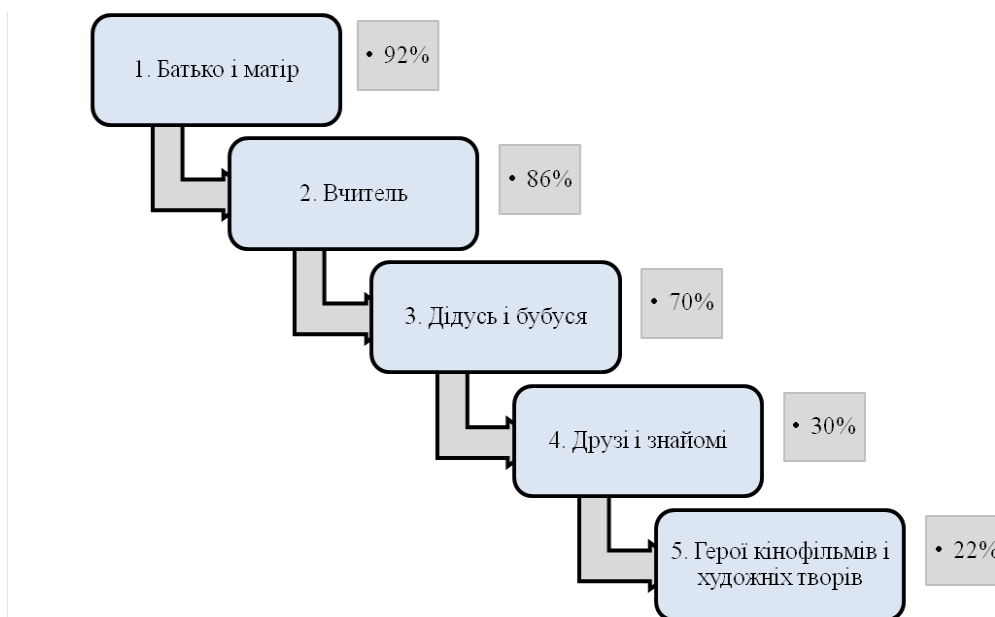 1. Батько і матір
• 92%
2. Вчитель
• 86%
3. Дідусь і бубуся
• 70%
4. Друзі і знайомі
• 30%
5. Герої кінофільмів і
художніх творів
• 22%